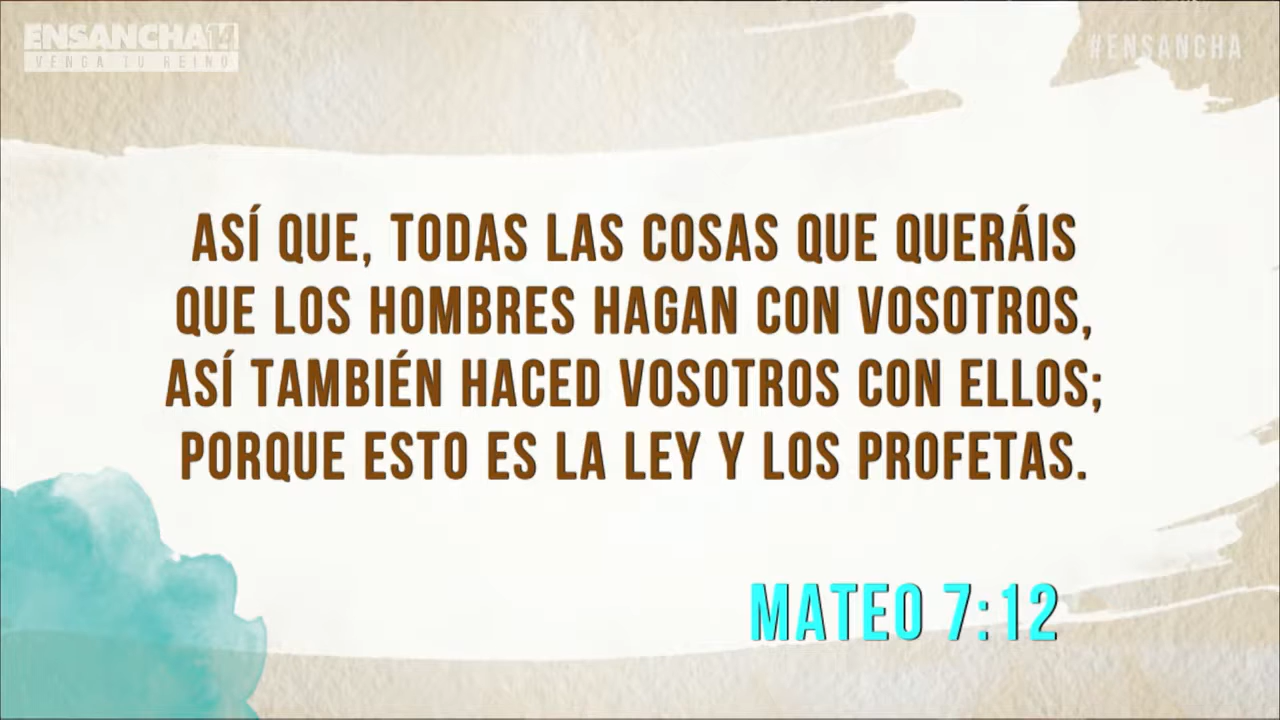 ENSANCHA14
VENGA TU REINO
#ENSANCHA
ASÍ QUE, TODAS LAS COSAS QUE QUERÁIS
QUE LOS HOMBRES HAGAN CON VOSOTROS,
ASÍ TAMBIÉN HACED VOSOTROS CON ELLOS;
PORQUE ESTO ES LA LEY Y LOS PROFETAS.
MATEO 7:12